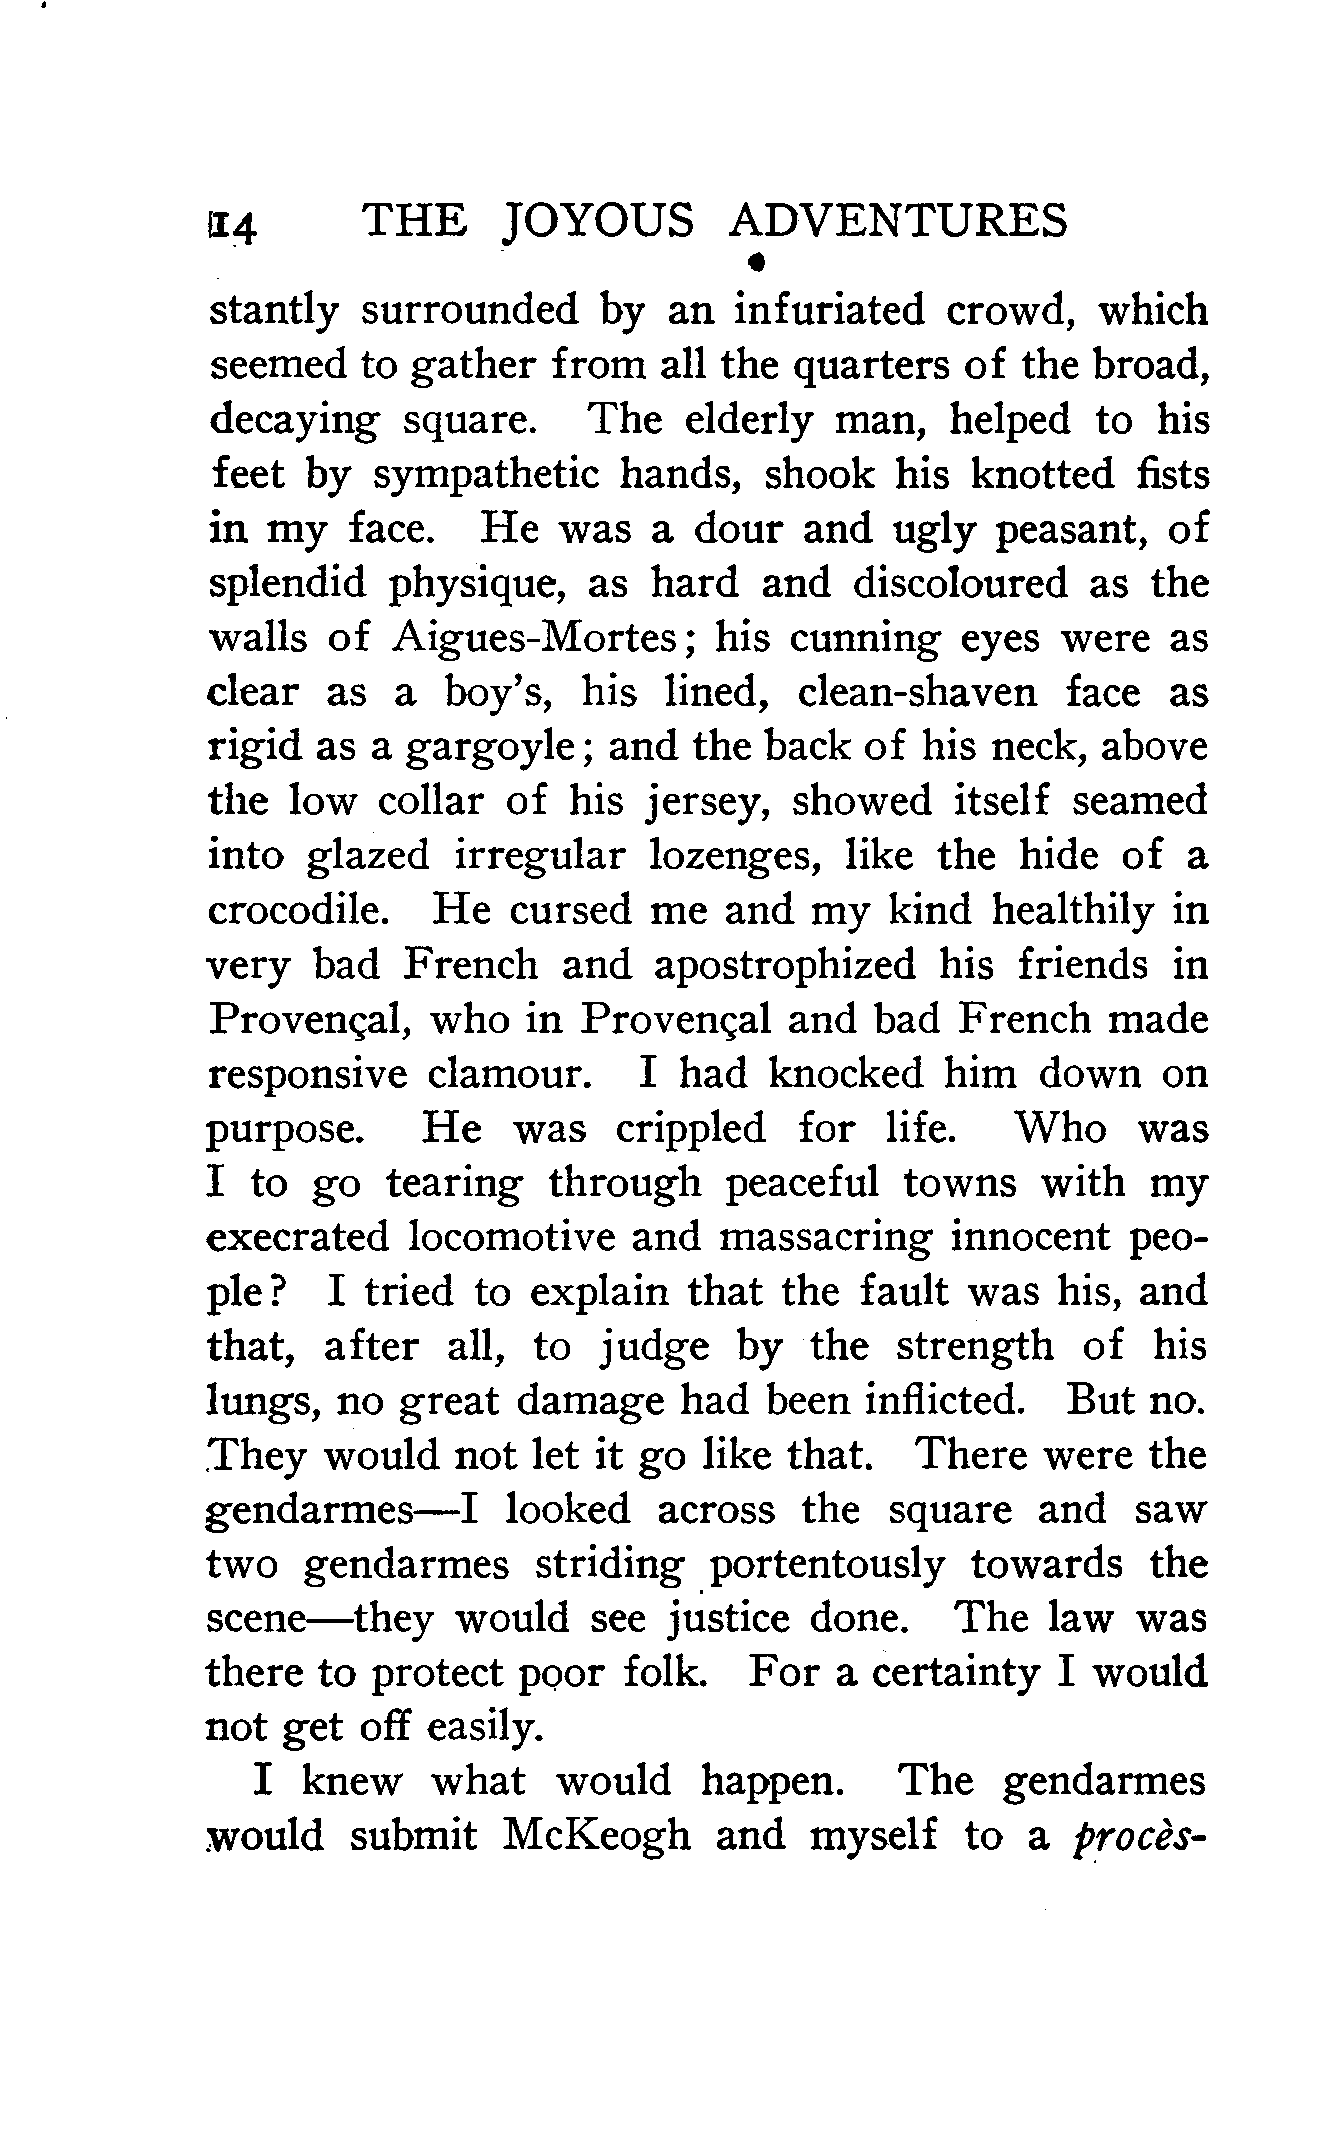 14 THE JOYOUS ADVENTURES
stantly surrounded by an infuriated crowd, which
seemed to gather from all the quarters of the broad,
decaying square. The elderly man, helped to his
feet by sympathetic hands, shook his knotted fists
in my face. He was a dour and ugly peasant, of
splendid physique, as hard and discoloured as the
walls of Aigues-Mortes; his cunning eyes were as
clear as a boy's, his lined, clean-shaven face as
rigid as a gargoyle; and the back of his neck, above
the low collar of his jersey, showed itself seamed
into glazed irregular lozenges, like the hide of a
crocodile. He cursed me and my kind healthily in
very bad French and apostrophized his friends in
Provençal, who in Provençal and bad French made
responsive clamour. I had knocked him down on
purpose. He was crippled for life. Who was
I to go tearing through peaceful towns with my
execrated locomotive and massacring innocent peo-
ple? I tried to explain that the fault was his, and
that, after all, to judge by the strength of his
lungs, no great damage had been inflicted. But no.
They would not let it go like that. There were the
gendarmes—I looked across the square and saw
two gendarmes striding portentously towards the
scene—they would see justice done. The law was
there to protect poor folk. For a certainty I would
not get off easily.
I knew what would happen. The gendarmes
would submit McKeogh and myself to a procès-